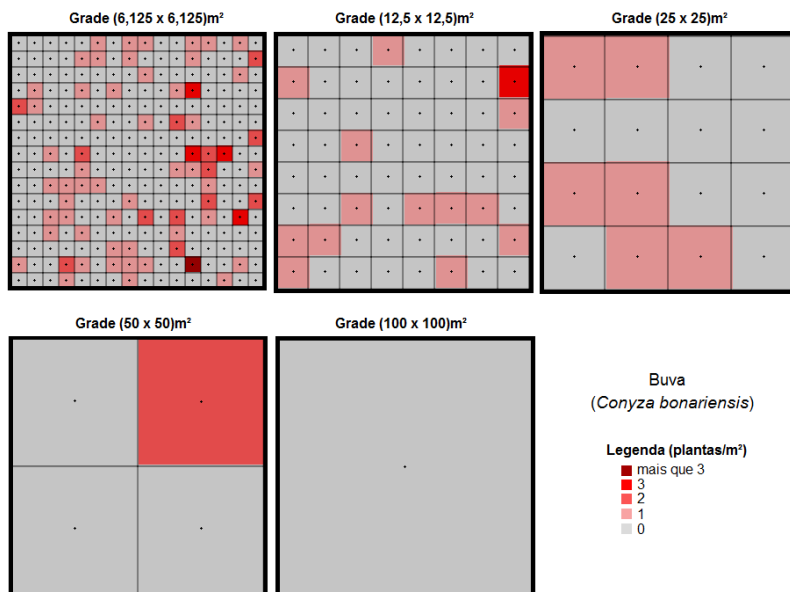 Grade (6,125 x 6,125)m²
Grade (12,5 x 12,5)m²
Grade (25 x 25)m²
Grade (50 x 50)m²
Grade (100 x 100)m²
Buva
(Conyza bonariensis)
Legenda (plantas/m²)
mais que 3
3
2
1
0